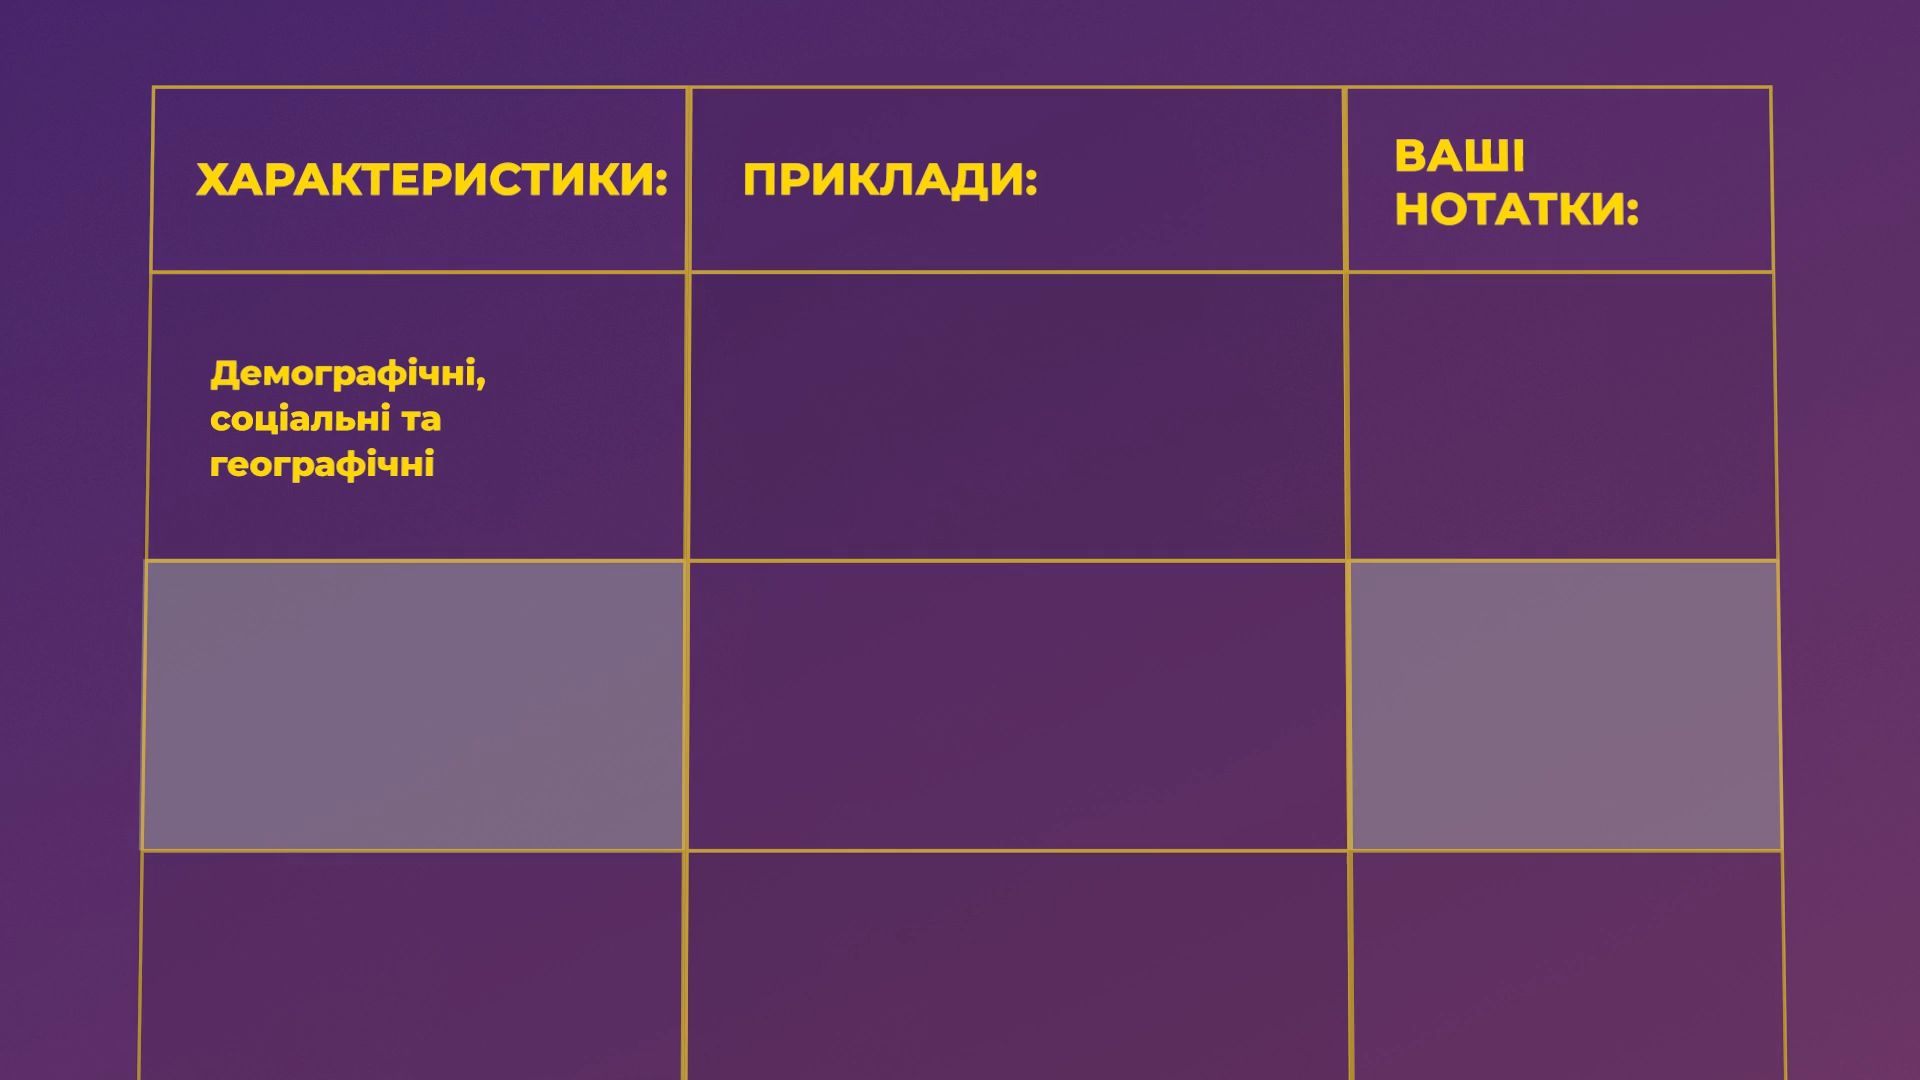 ХАРАКТЕРИСТИКИ:
ПРИКЛАДИ:
ВАШІ
НОТАТКИ:
Демографічні,
соціальні та
географічні